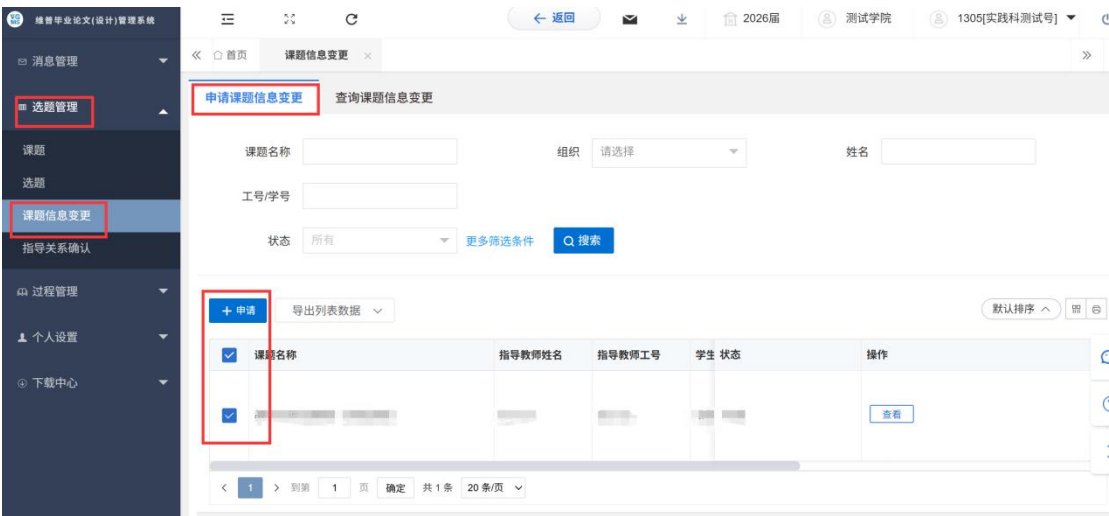 维普毕业论文(设计)管理系统
返回
2026届
测试学院
1305[实践科测试号]
消息管理
选题管理
课题
选题
课题信息变更
指导关系确认
过程管理
个人设置
下载中心
首页
课题信息变更
申请课题信息变更
查询课题信息变更
课题名称
组织 请选择
姓名
工号/学号
状态 所有
更多筛选条件
搜索
+ 申请
导出列表数据
默认排序
课题名称 指导教师姓名 指导教师工号 学生 状态 操作
查看
1 到第 1 页 确定 共 1 条 20 条/页